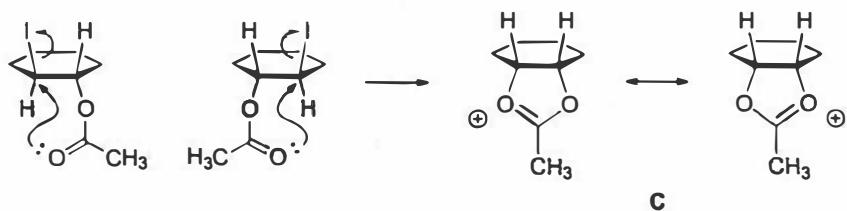 I H H I H H H H
H O O H ⊕ O O O O ⊕
O CH₃ H₃C O CH₃ CH₃
C